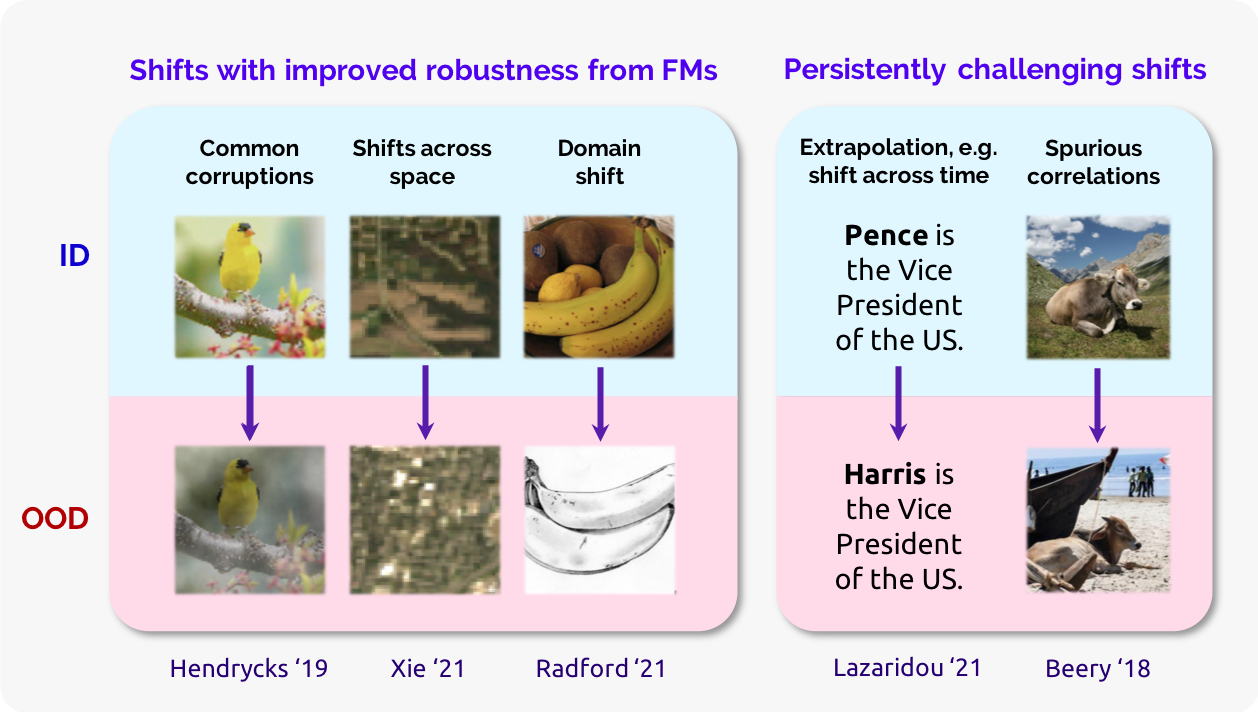 Shifts with improved robustness from FMs
Persistently challenging shifts
Common
corruptions
Shifts across
space
Domain
shift
Extrapolation, e.g.
shift across time
Spurious
correlations
ID
Pence is
the Vice
President
of the US.
OOD
Harris is
the Vice
President
of the US.
Hendrycks ‘19
Xie ‘21
Radford ‘21
Lazaridou ‘21
Beery ‘18